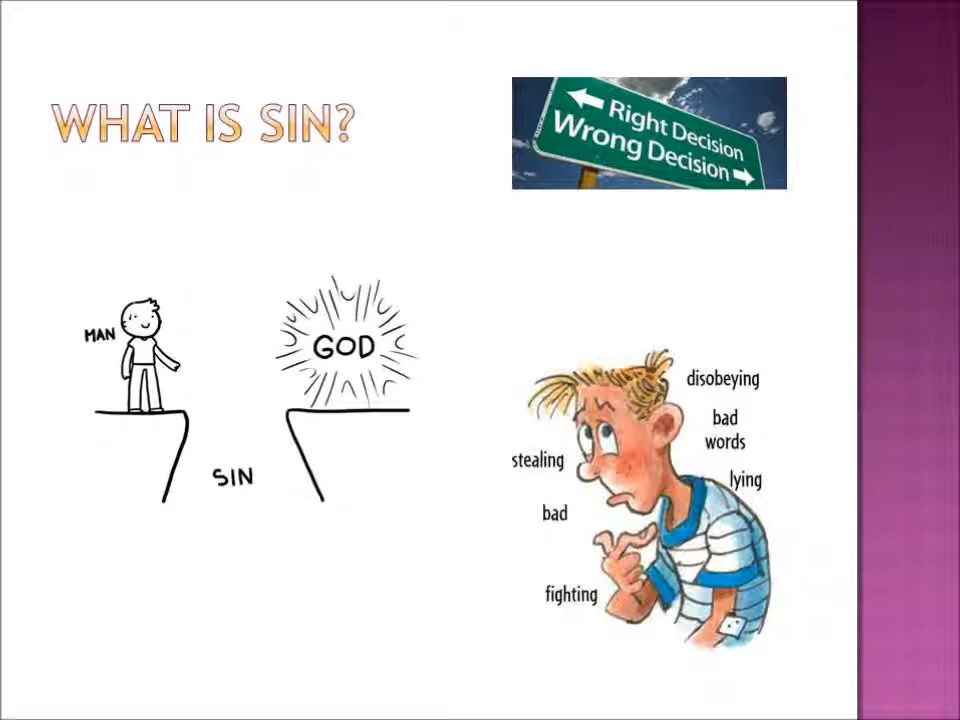 WHAT IS SIN?
Right Decision
Wrong Decision
MAN
GOD
SIN
disobeying
bad
words
stealing
lying
bad
fighting